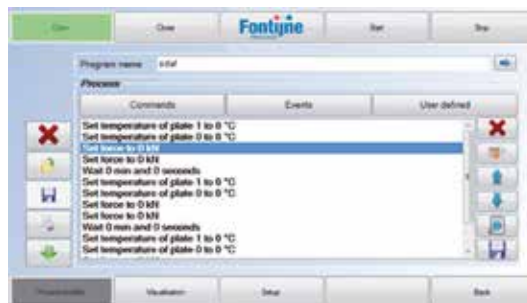 Close
Fontijne
Start
Stop
Program name
Process
Commands
Events
User defined
Set temperature of plate 1 to 0 °C
Set temperature of plate 0 to 0 °C
Set force to 0 kN
Set force to 0 kN
Wait 0 min and 0 seconds
Set temperature of plate 1 to 0 °C
Set temperature of plate 0 to 0 °C
Set force to 0 kN
Set force to 0 kN
Wait 0 min and 0 seconds
Set temperature of plate 1 to 0 °C
Set temperature of plate 0 to 0 °C
Visualisation
Setup
Back